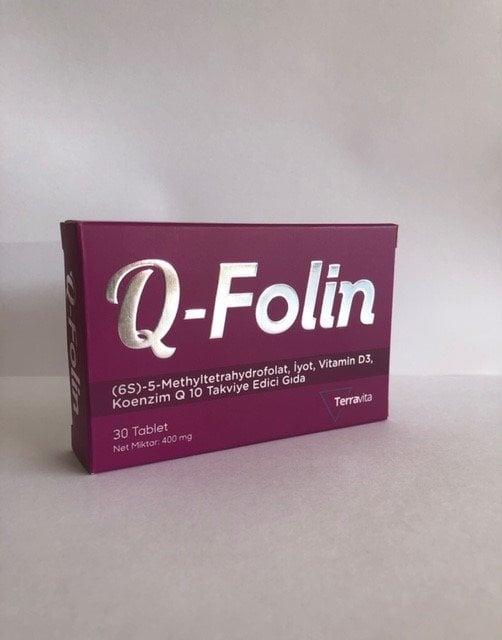 Q-Folin
Q-Folin
(6S)-5-Methyltetrahydrofolat, İyot, Vitamin D3,
Koenzim Q 10 Takviye Edici Gıda
Terravita
30 Tablet
Net Miktar: 400 mg